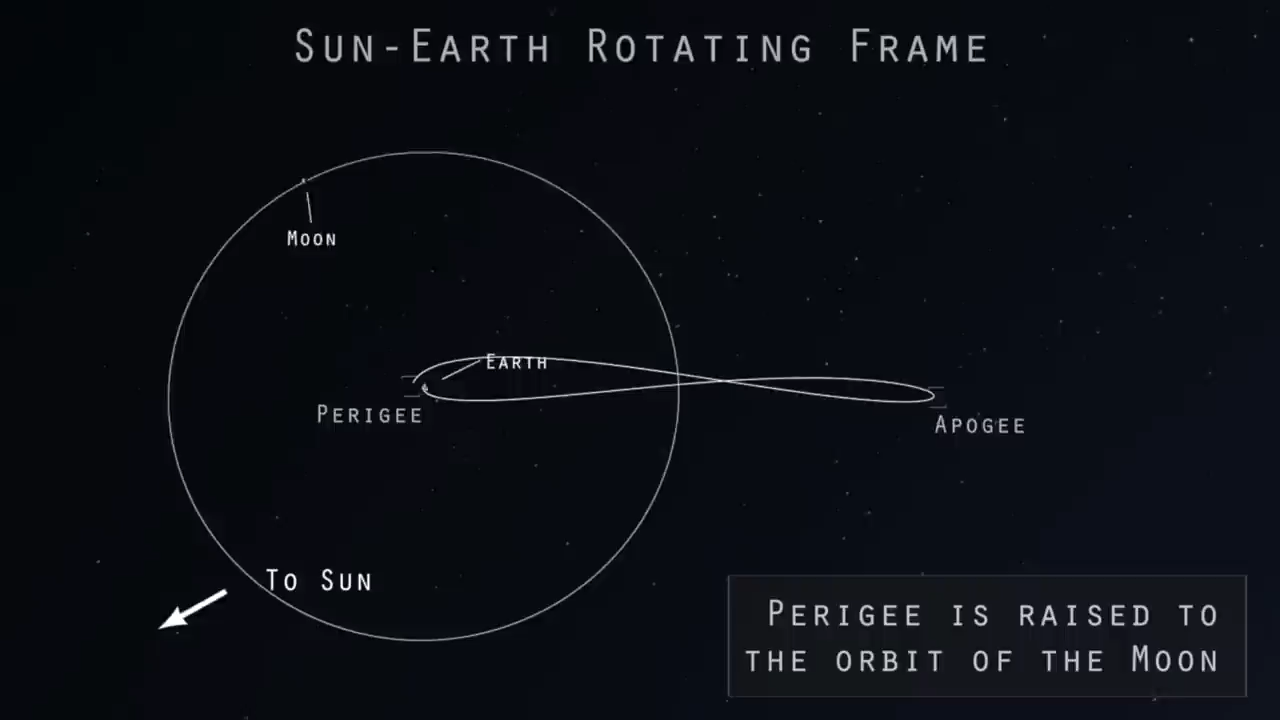 Sun-Earth Rotating Frame
Moon
Earth
Perigee
Apogee
To Sun
Perigee is raised to
the orbit of the Moon